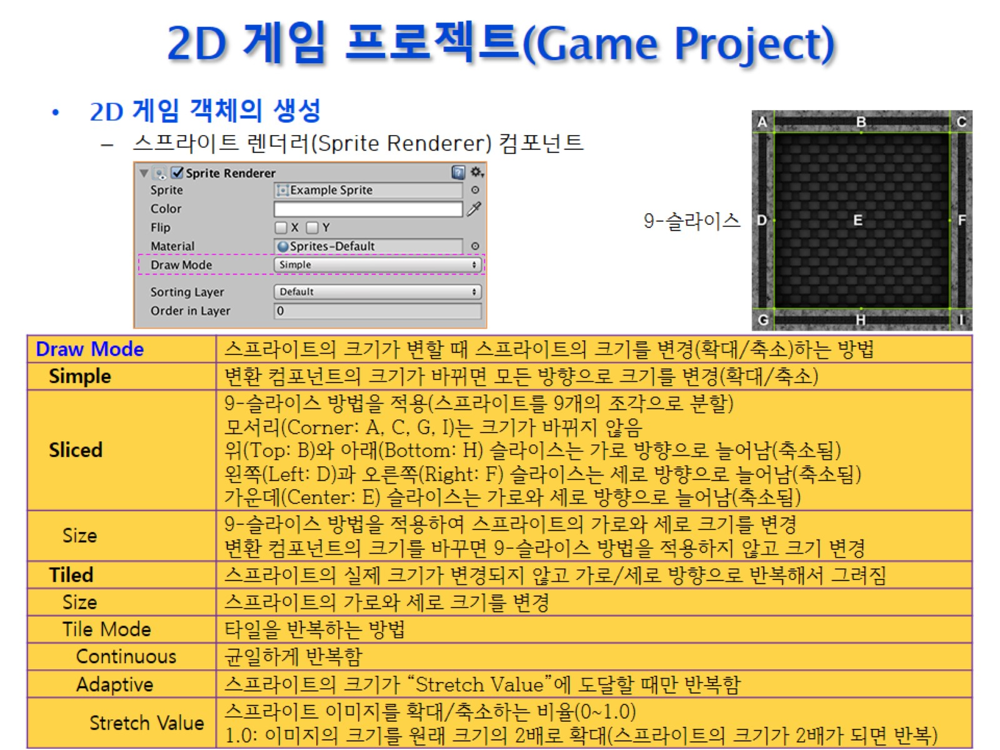 2D 게임 프로젝트(Game Project)
• 2D 게임 객체의 생성
– 스프라이트 렌더러(Sprite Renderer) 컴포넌트
Sprite Renderer
Sprite Example Sprite
Color
Flip X Y
Material Sprites-Default
Draw Mode Simple
Sorting Layer Default
Order in Layer 0
9-슬라이스
A B C
D E F
G H I
Draw Mode 스프라이트의 크기가 변할 때 스프라이트의 크기를 변경(확대/축소)하는 방법
Simple 변환 컴포넌트의 크기가 바뀌면 모든 방향으로 크기를 변경(확대/축소)
Sliced
9-슬라이스 방법을 적용(스프라이트를 9개의 조각으로 분할)
모서리(Corner: A, C, G, I)는 크기가 바뀌지 않음
위(Top: B)와 아래(Bottom: H) 슬라이스는 가로 방향으로 늘어남(축소됨)
왼쪽(Left: D)과 오른쪽(Right: F) 슬라이스는 세로 방향으로 늘어남(축소됨)
가운데(Center: E) 슬라이스는 가로와 세로 방향으로 늘어남(축소됨)
Size
9-슬라이스 방법을 적용하여 스프라이트의 가로와 세로 크기를 변경
변환 컴포넌트의 크기를 바꾸면 9-슬라이스 방법을 적용하지 않고 크기 변경
Tiled 스프라이트의 실제 크기가 변경되지 않고 가로/세로 방향으로 반복해서 그려짐
Size 스프라이트의 가로와 세로 크기를 변경
Tile Mode 타일을 반복하는 방법
Continuous 균일하게 반복함
Adaptive 스프라이트의 크기가 “Stretch Value”에 도달할 때만 반복함
Stretch Value
스프라이트 이미지를 확대/축소하는 비율(0~1.0)
1.0: 이미지의 크기를 원래 크기의 2배로 확대(스프라이트의 크기가 2배가 되면 반복)